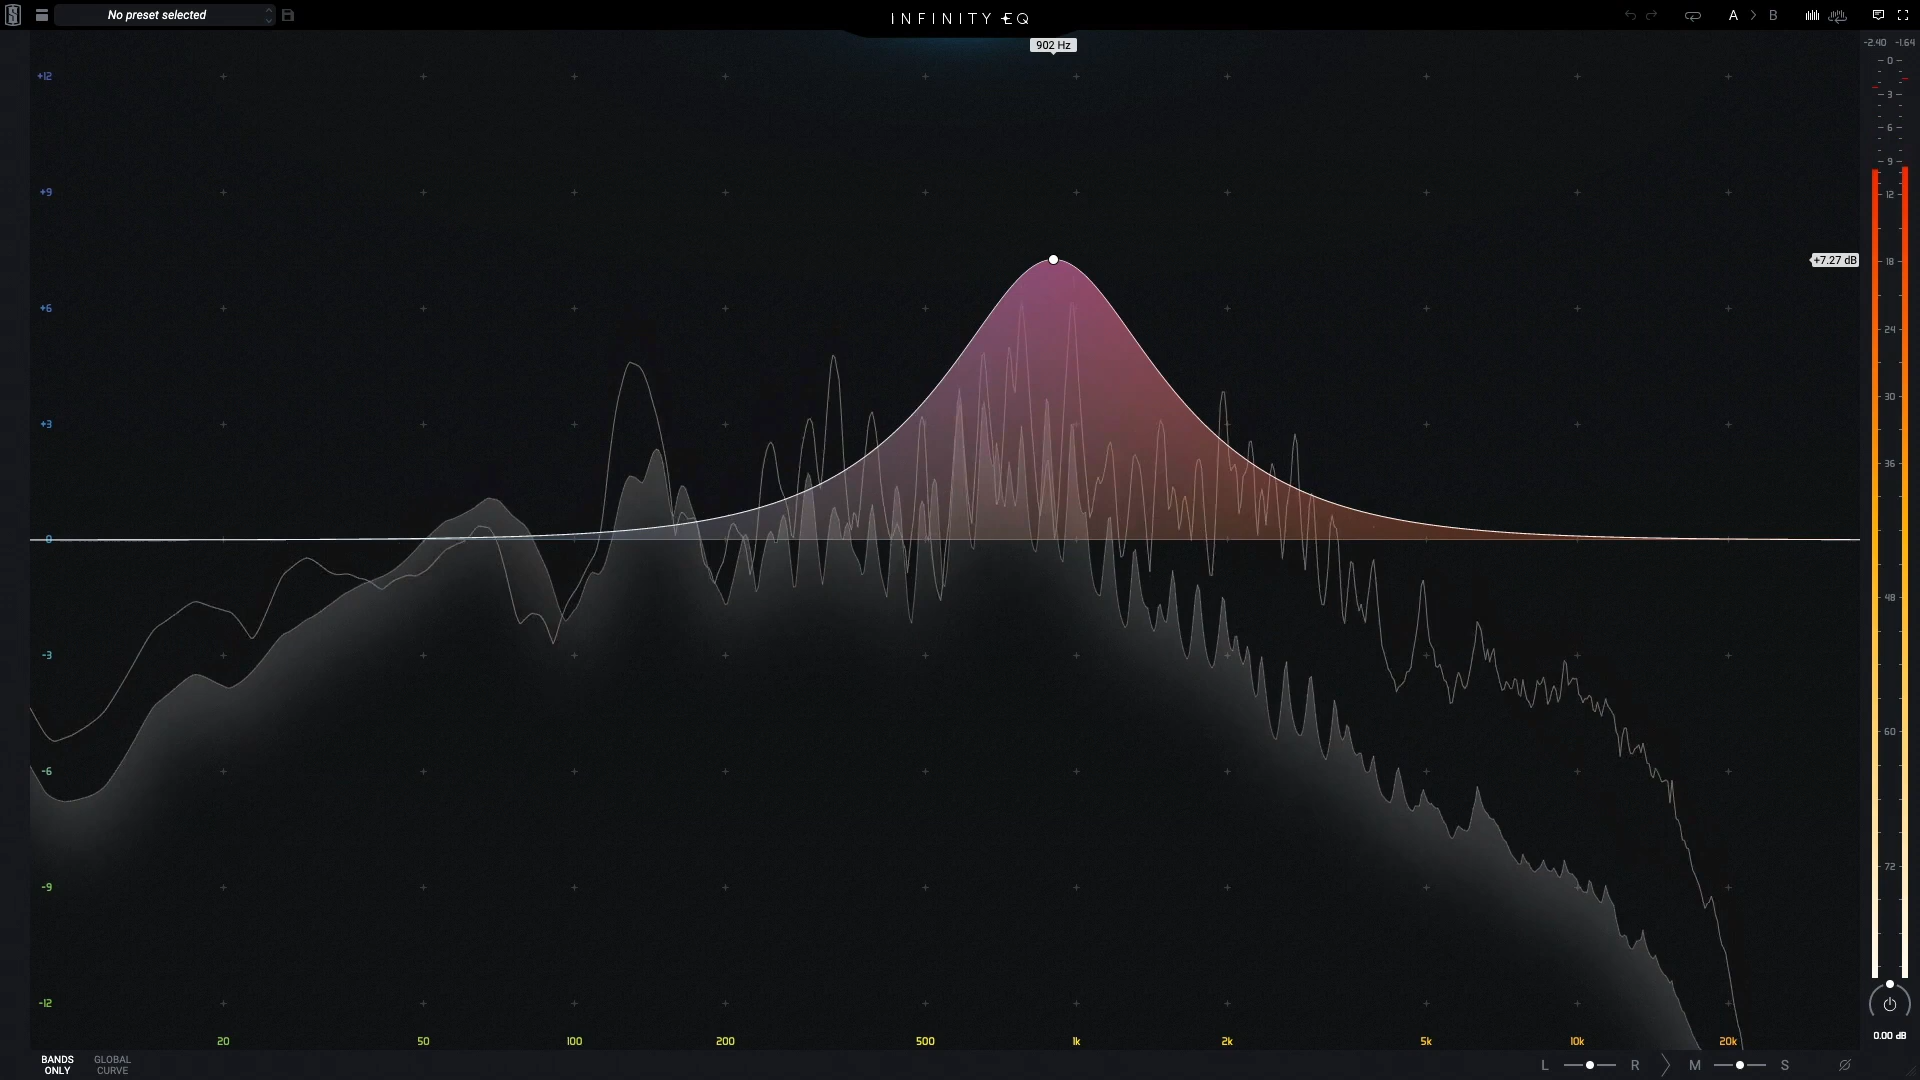 No preset selected
INFINITY EQ
A
B
902 Hz
-2.40 -1.64
+12
+9
+6
+3
0
-3
-6
-9
-12
+7.27 dB
0
3
6
9
12
18
24
30
36
48
60
72
0.00 dB
20 50 100 200 500 1k 2k 5k 10k 20k
BANDS ONLY
GLOBAL CURVE
L R M S